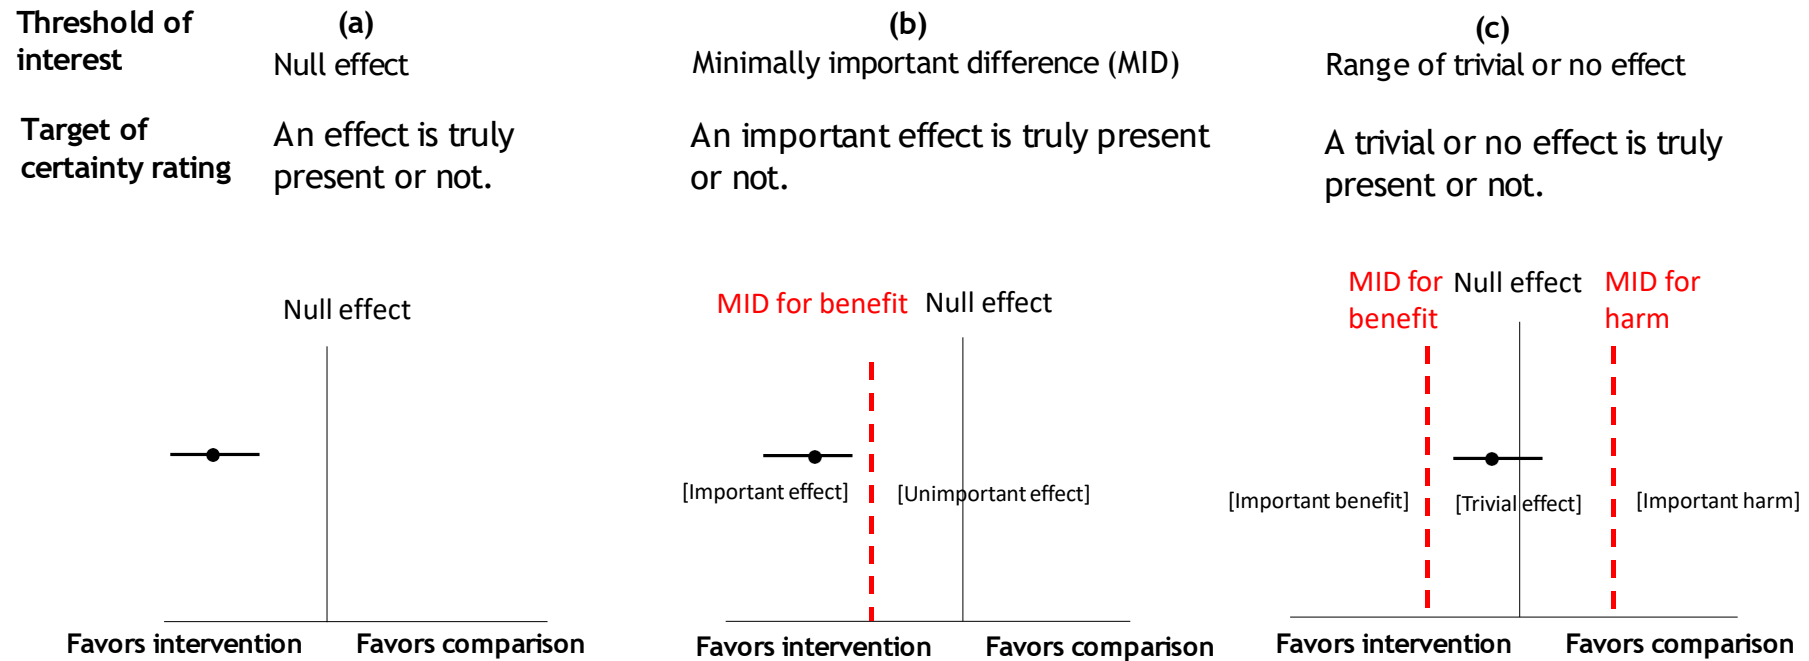 Threshold of
interest
(a)
Null effect
(b)
Minimally important difference (MID)
(c)
Range of trivial or no effect
Target of
certainty rating
An effect is truly
present or not.
An important effect is truly present
or not.
A trivial or no effect is truly
present or not.
Null effect
Favors intervention
Favors comparison
MID for benefit
Null effect
[Important effect]
[Unimportant effect]
Favors intervention
Favors comparison
MID for
benefit
Null effect
MID for
harm
[Important benefit]
[Trivial effect]
[Important harm]
Favors intervention
Favors comparison